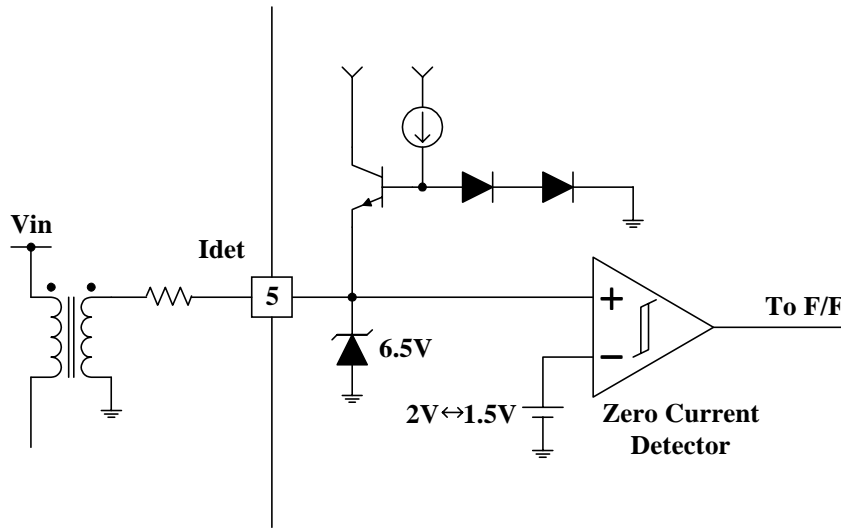 Vin
Idet
5
6.5V
+
−
2V↔1.5V
To F/F
Zero Current
Detector